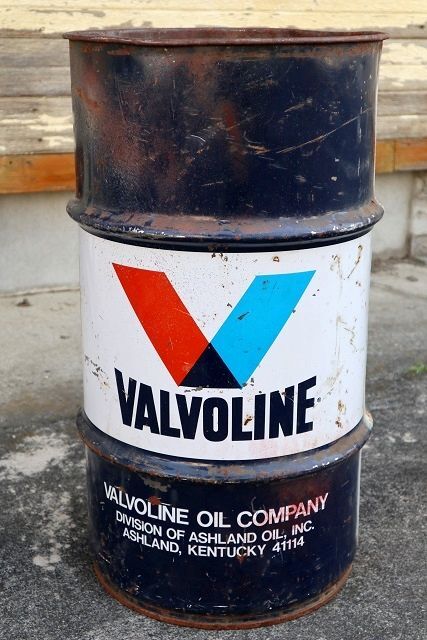 VALVOLINE®
VALVOLINE OIL COMPANY
DIVISION OF ASHLAND OIL, INC.
ASHLAND, KENTUCKY 41114